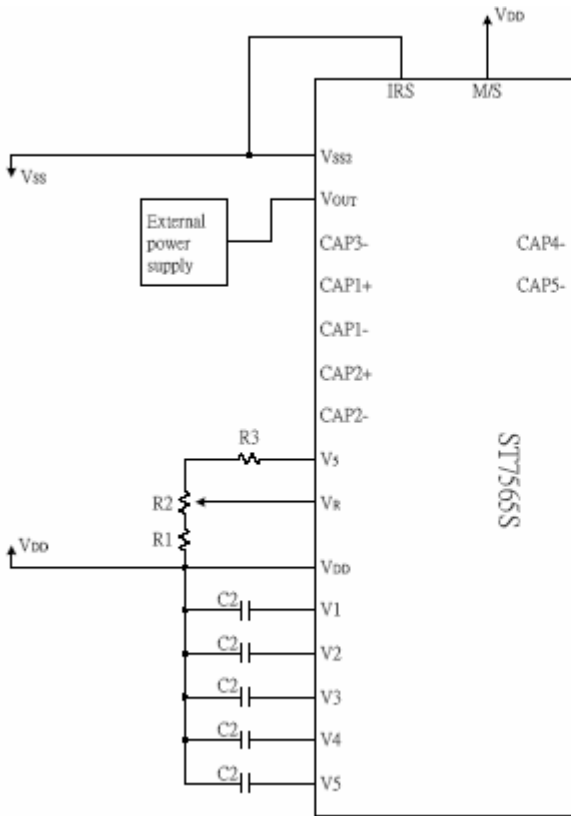 VDD
IRS M/S
VSS2
VSS
VOUT
External
power
supply
CAP3- CAP4-
CAP1+ CAP5-
CAP1-
CAP2+
CAP2-
R3
V5
R2
VR
R1
VDD
VDD
C2
V1
C2
V2
C2
V3
C2
V4
C2
V5
ST7565S